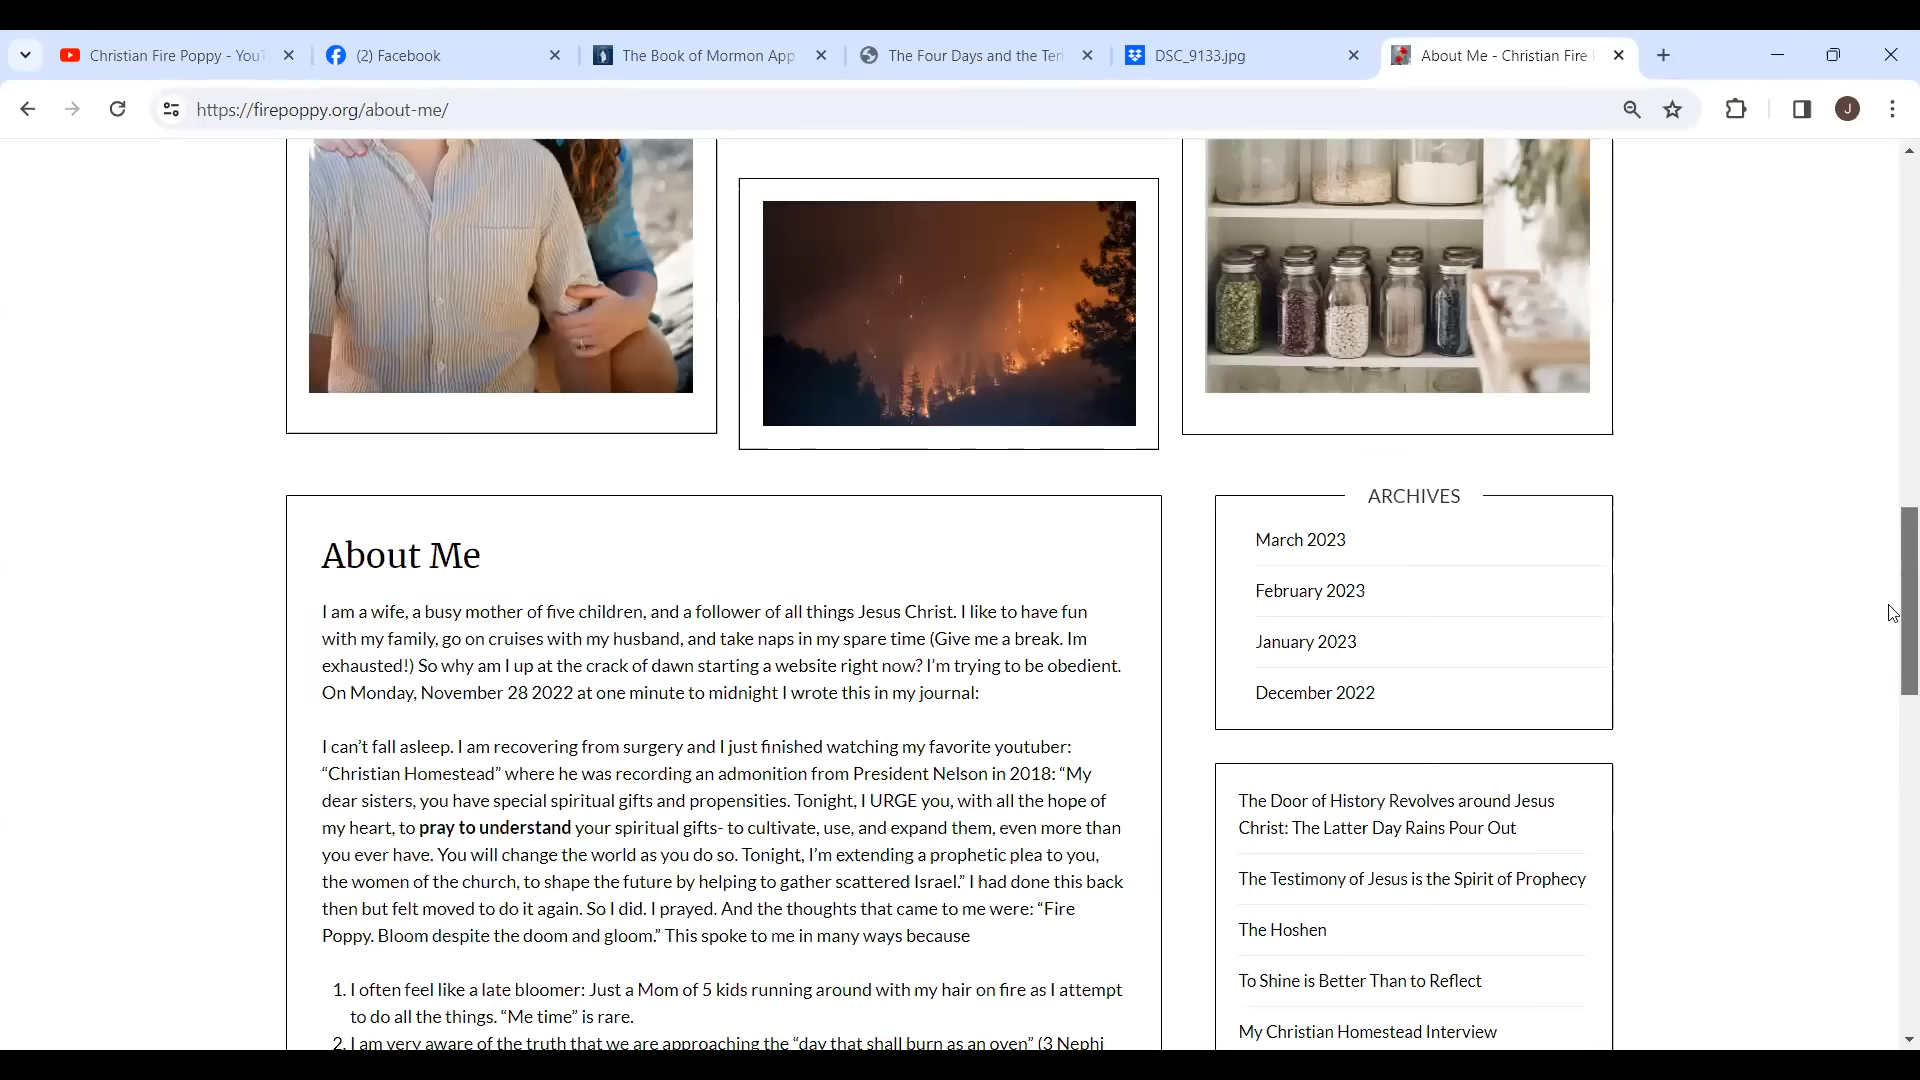 Christian Fire Poppy - YouT
(2) Facebook
The Book of Mormon App
The Four Days and the Ten
DSC_9133.jpg
About Me - Christian Fire
https://firepoppy.org/about-me/
J
About Me
I am a wife, a busy mother of five children, and a follower of all things Jesus Christ. I like to have fun
with my family, go on cruises with my husband, and take naps in my spare time (Give me a break. Im
exhausted!) So why am I up at the crack of dawn starting a website right now? I'm trying to be obedient.
On Monday, November 28 2022 at one minute to midnight I wrote this in my journal:
I can't fall asleep. I am recovering from surgery and I just finished watching my favorite youtuber:
“Christian Homestead” where he was recording an admonition from President Nelson in 2018: “My
dear sisters, you have special spiritual gifts and propensities. Tonight, I URGE you, with all the hope of
my heart, to pray to understand your spiritual gifts- to cultivate, use, and expand them, even more than
you ever have. You will change the world as you do so. Tonight, I'm extending a prophetic plea to you,
the women of the church, to shape the future by helping to gather scattered Israel.” I had done this back
then but felt moved to do it again. So I did. I prayed. And the thoughts that came to me were: “Fire
Poppy. Bloom despite the doom and gloom.” This spoke to me in many ways because
1. I often feel like a late bloomer: Just a Mom of 5 kids running around with my hair on fire as I attempt
to do all the things. “Me time” is rare.
2. I am very aware of the truth that we are approaching the “day that shall burn as an oven” (3 Nephi
ARCHIVES
March 2023
February 2023
January 2023
December 2022
The Door of History Revolves around Jesus
Christ: The Latter Day Rains Pour Out
The Testimony of Jesus is the Spirit of Prophecy
The Hoshen
To Shine is Better Than to Reflect
My Christian Homestead Interview